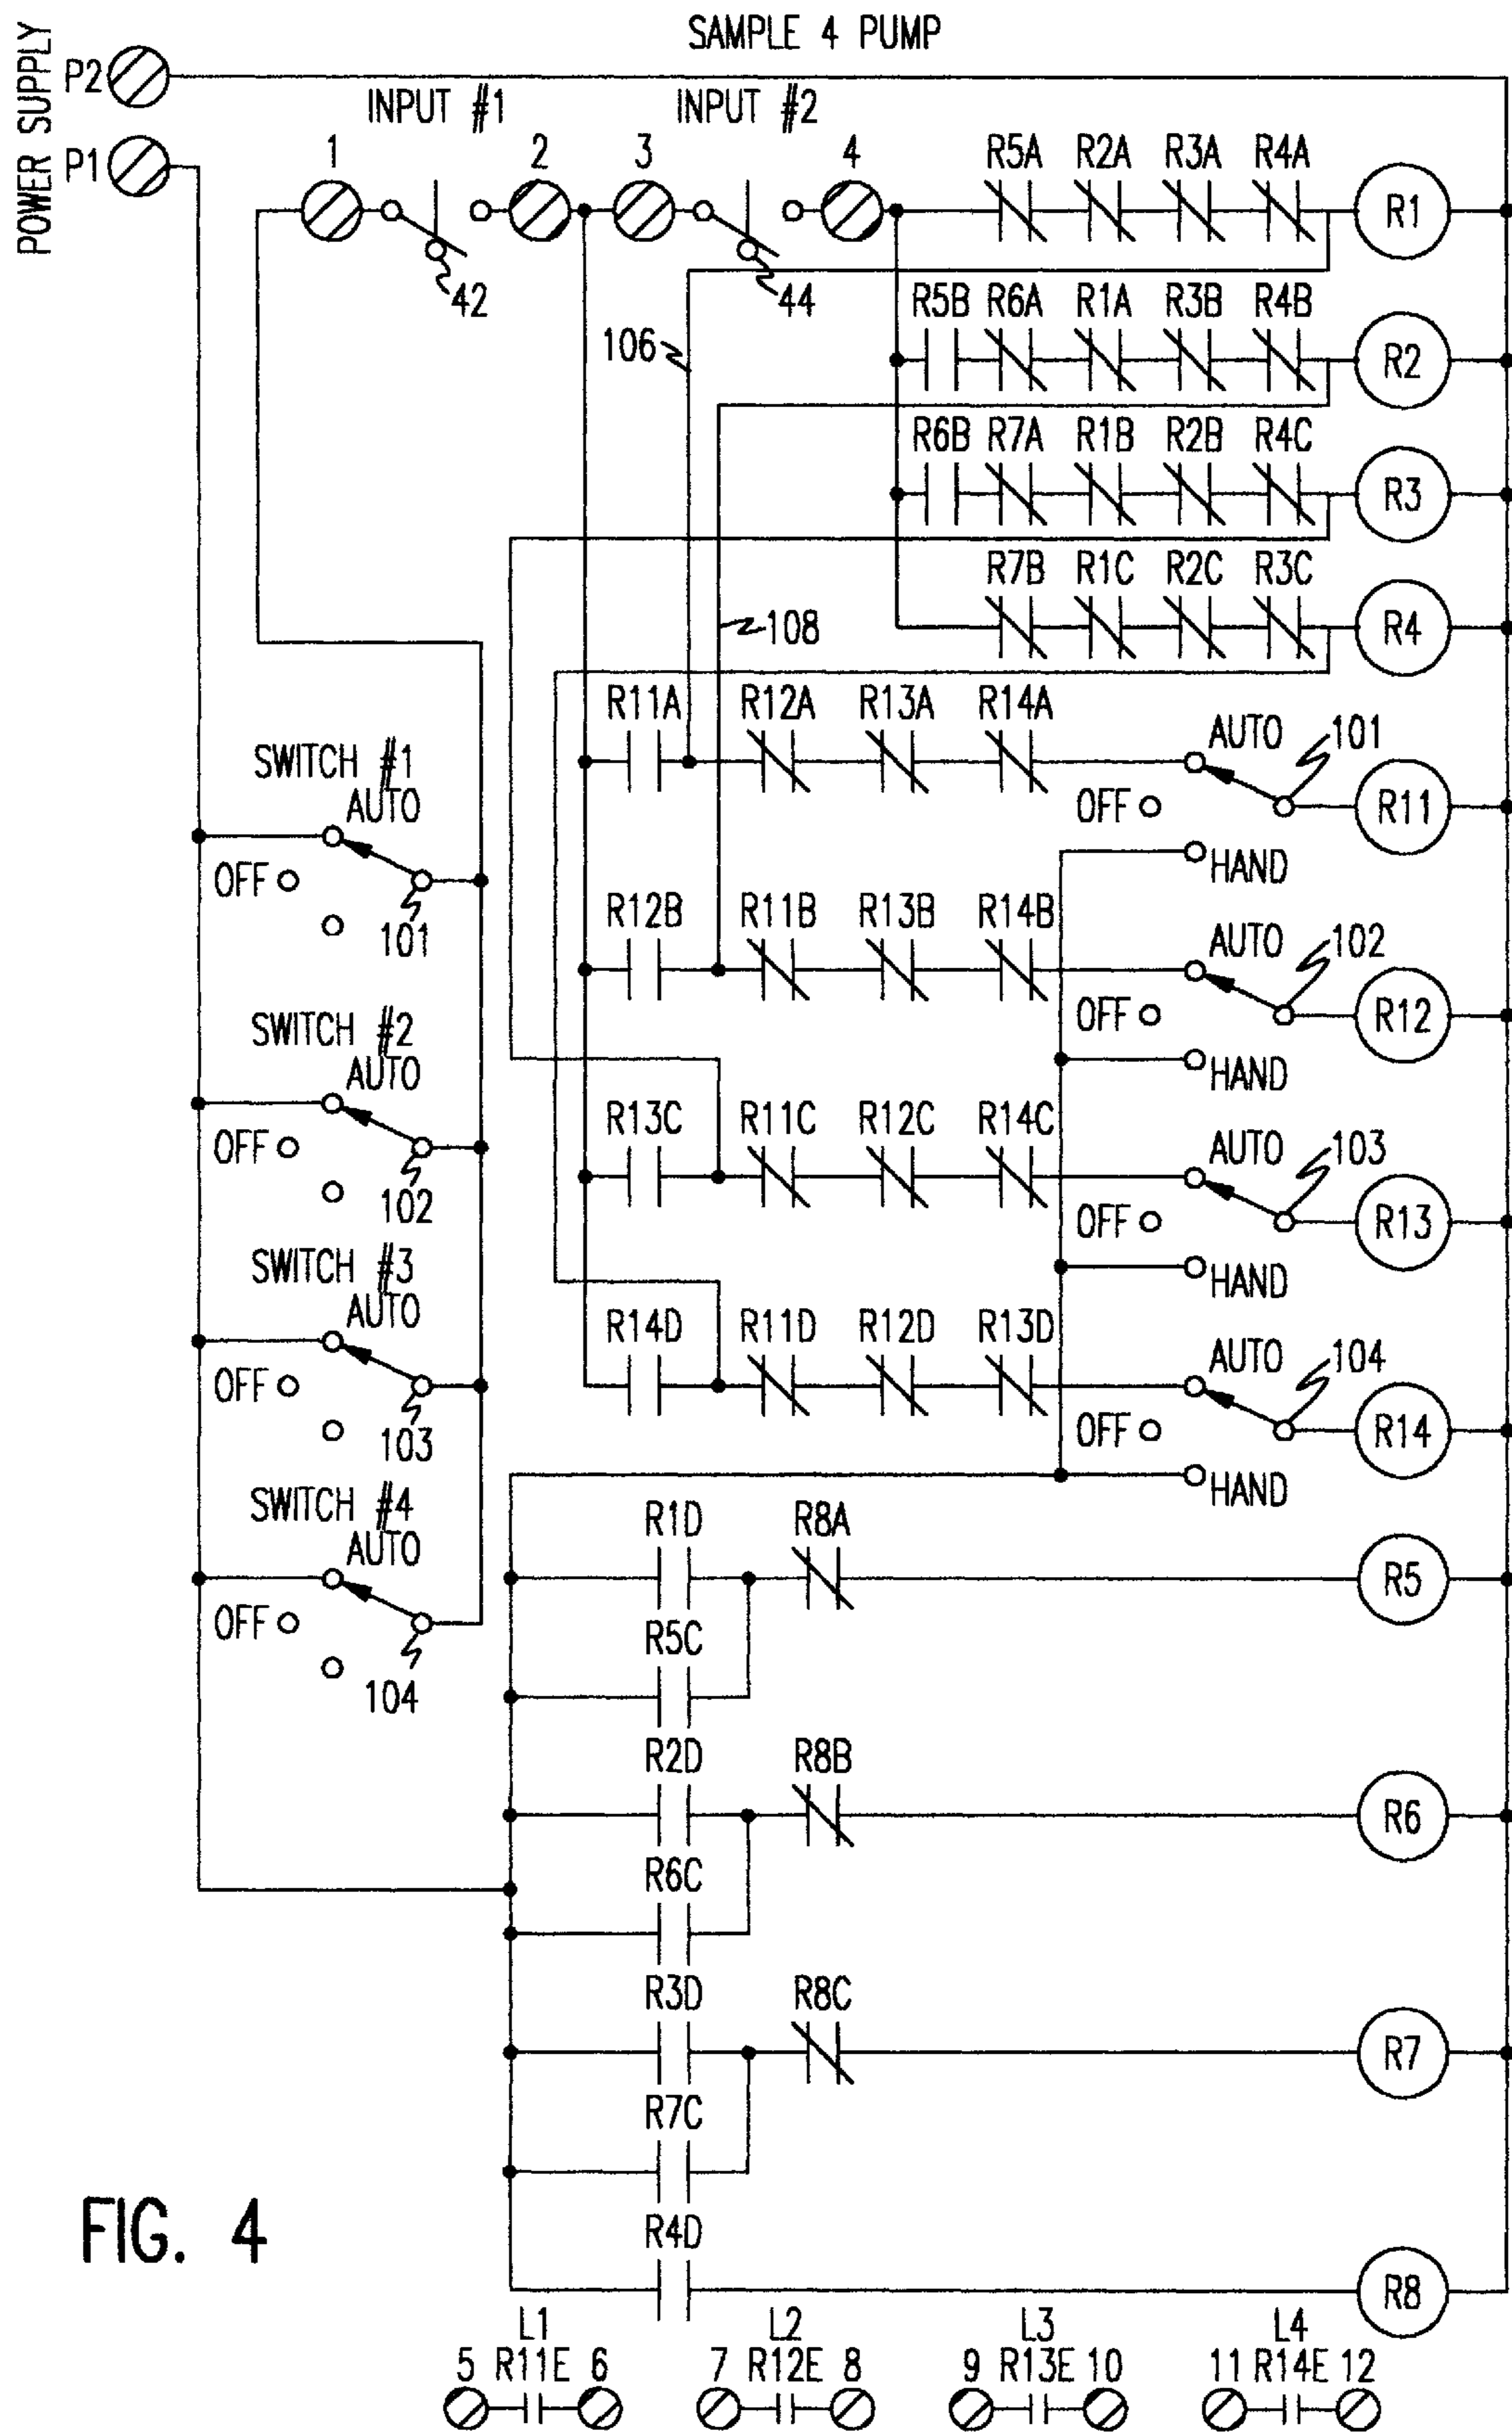 SAMPLE 4 PUMP
POWER SUPPLY
P2
P1
INPUT #1
INPUT #2
1 2 3 4
R5A R2A R3A R4A
R1
42
44
R5B R6A R1A R3B R4B
106
R2
R6B R7A R1B R2B R4C
R3
R7B R1C R2C R3C
108
R4
R11A R12A R13A R14A
AUTO 101
SWITCH #1
AUTO
OFF
R11
OFF
HAND
101
R12B R11B R13B R14B
AUTO 102
OFF
R12
SWITCH #2
AUTO
HAND
OFF
102
R13C R11C R12C R14C
AUTO 103
OFF
R13
SWITCH #3
AUTO
HAND
OFF
103
R14D R11D R12D R13D
AUTO 104
OFF
R14
SWITCH #4
AUTO
HAND
OFF
104
R1D R8A
R5
R5C
R2D R8B
R6
R6C
R3D R8C
R7
R7C
R4D
R8
FIG. 4
L1 L2 L3 L4
5 R11E 6 7 R12E 8 9 R13E 10 11 R14E 12